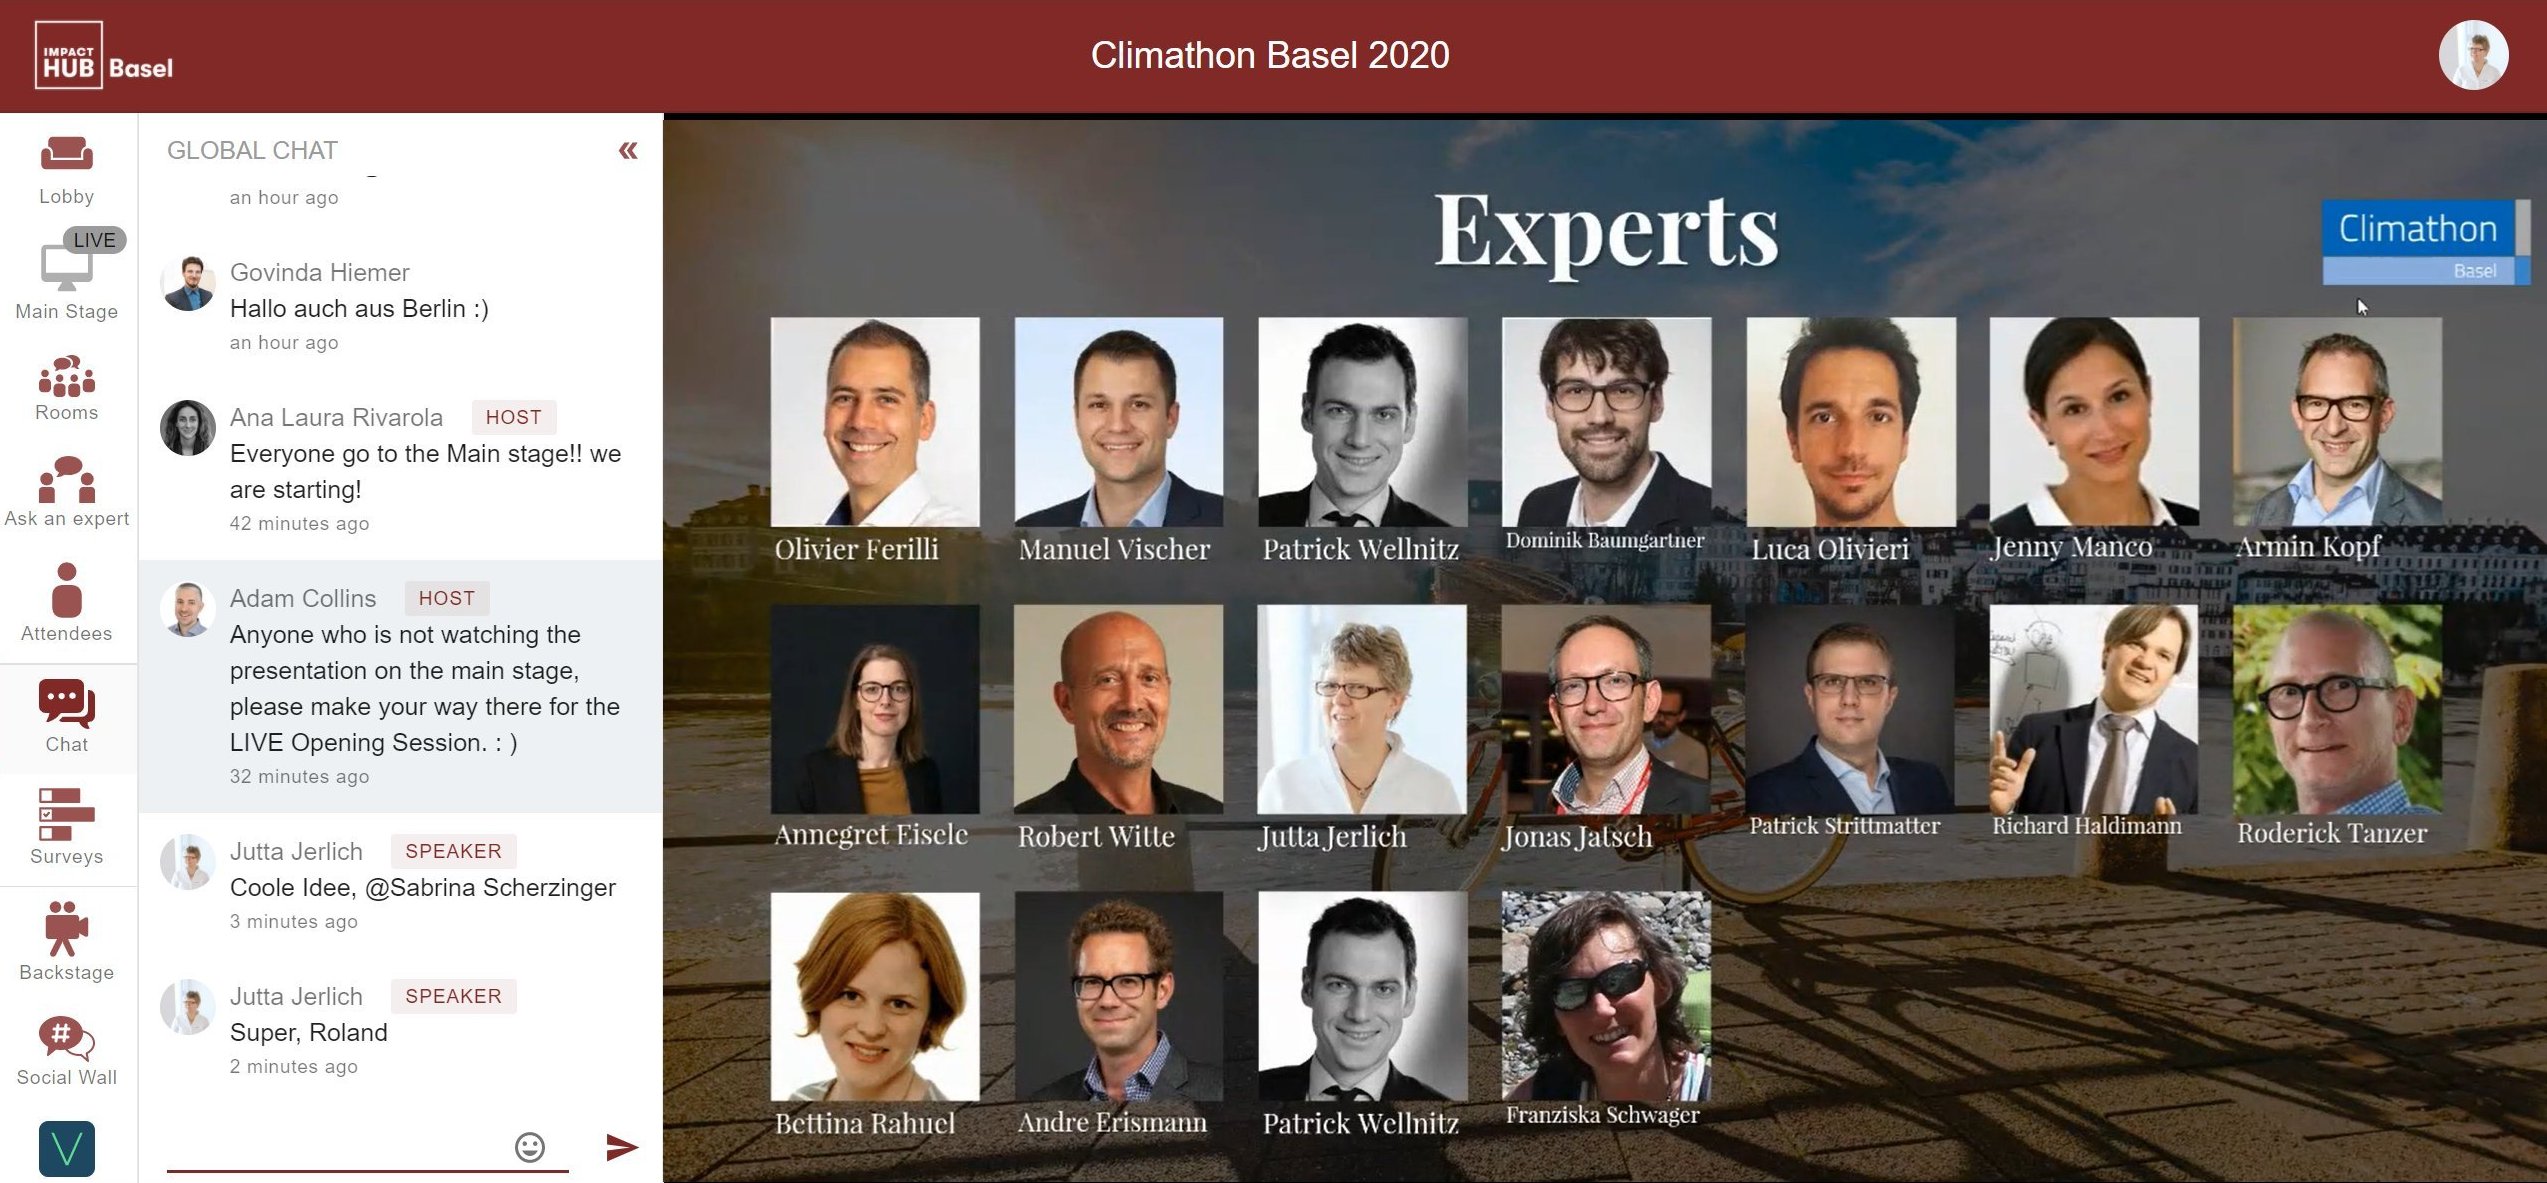 IMPACT
HUB Basel
Climathon Basel 2020
Lobby
LIVE
Main Stage
Rooms
Ask an expert
Attendees
Chat
Surveys
Backstage
#
Social Wall
GLOBAL CHAT «
an hour ago
Govinda Hiemer
Hallo auch aus Berlin :)
an hour ago
Ana Laura Rivarola HOST
Everyone go to the Main stage!! we
are starting!
42 minutes ago
Adam Collins HOST
Anyone who is not watching the
presentation on the main stage,
please make your way there for the
LIVE Opening Session. : )
32 minutes ago
Jutta Jerlich SPEAKER
Coole Idee, @Sabrina Scherzinger
3 minutes ago
Jutta Jerlich SPEAKER
Super, Roland
2 minutes ago
Experts
Climathon
Basel
Olivier Ferilli
Manuel Vischer
Patrick Wellnitz
Dominik Baumgartner
Luca Olivieri
Jenny Manco
Armin Kopf
Annegret Eisele
Robert Witte
Jutta Jerlich
Jonas Jatsch
Patrick Strittmatter
Richard Haldimann
Roderick Tanzer
Bettina Rahuel
Andre Erismann
Patrick Wellnitz
Franziska Schwager